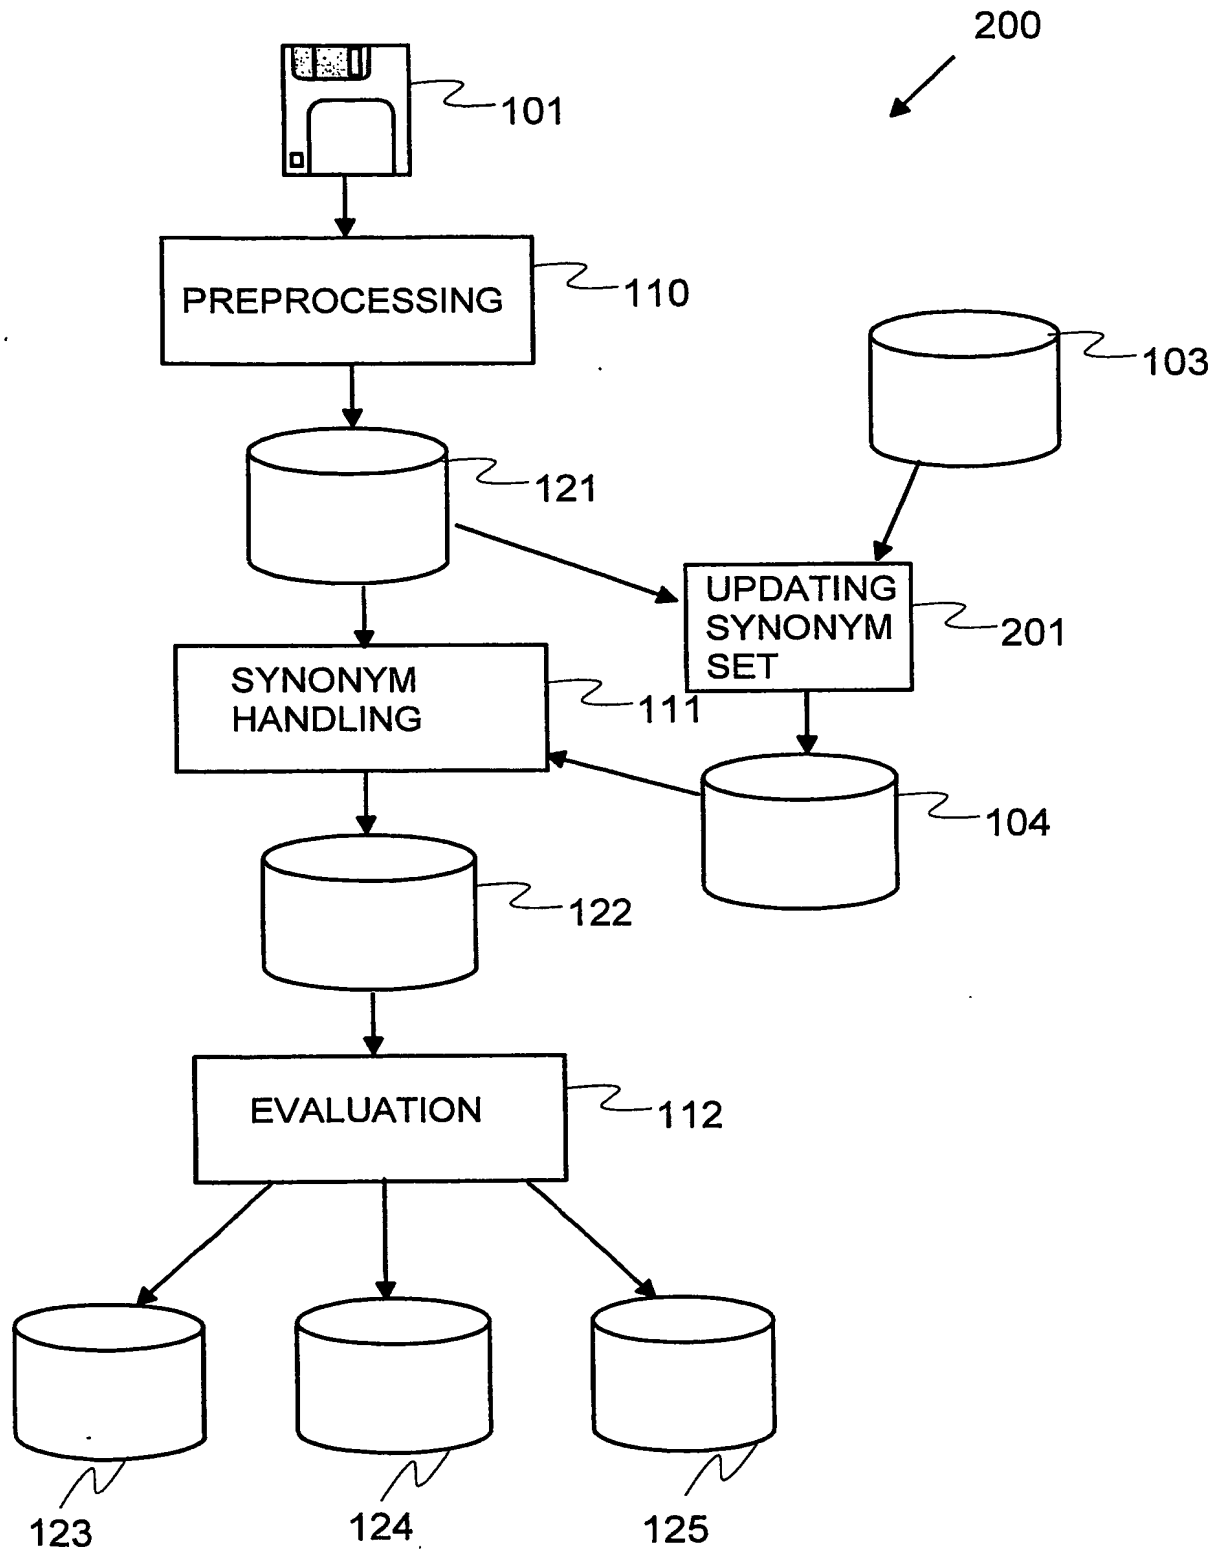 200
101
PREPROCESSING
110
103
121
UPDATING
SYNONYM
SET
201
SYNONYM
HANDLING
111
104
122
EVALUATION
112
123
124
125